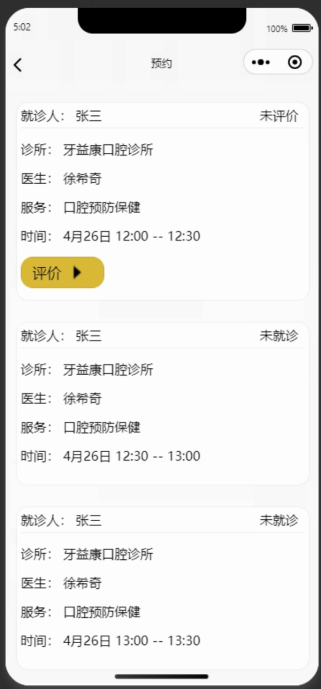 5:02
100%
预约
就诊人： 张三 未评价
诊所： 牙益康口腔诊所
医生： 徐希奇
服务： 口腔预防保健
时间： 4月26日 12:00 -- 12:30
评价
就诊人： 张三 未就诊
诊所： 牙益康口腔诊所
医生： 徐希奇
服务： 口腔预防保健
时间： 4月26日 12:30 -- 13:00
就诊人： 张三 未就诊
诊所： 牙益康口腔诊所
医生： 徐希奇
服务： 口腔预防保健
时间： 4月26日 13:00 -- 13:30